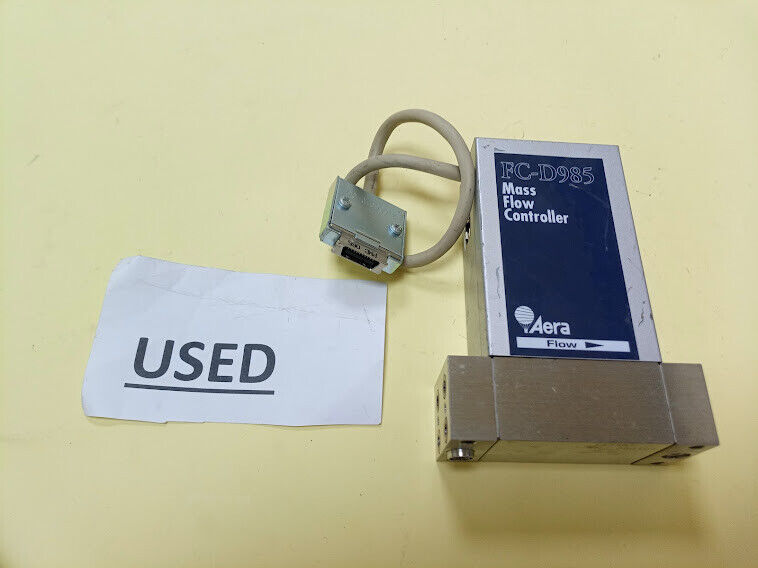 USED
FC-D985
Mass
Flow
Controller
Aera
Flow